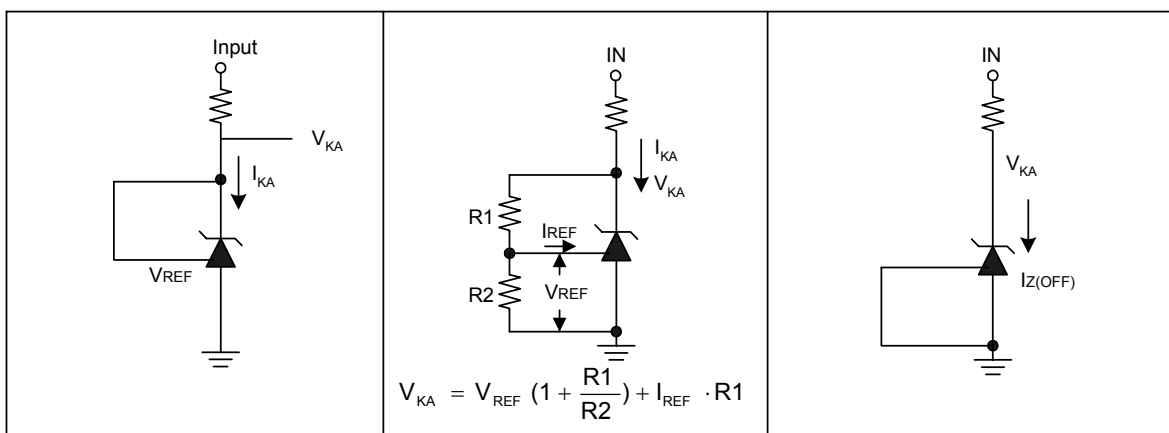 Input
V_KA
I_KA
VREF
IN
I_KA
V_KA
R1
IREF
R2
VREF
V_KA = V_REF (1 + R1/R2) + I_REF · R1
IN
V_KA
IZ(OFF)